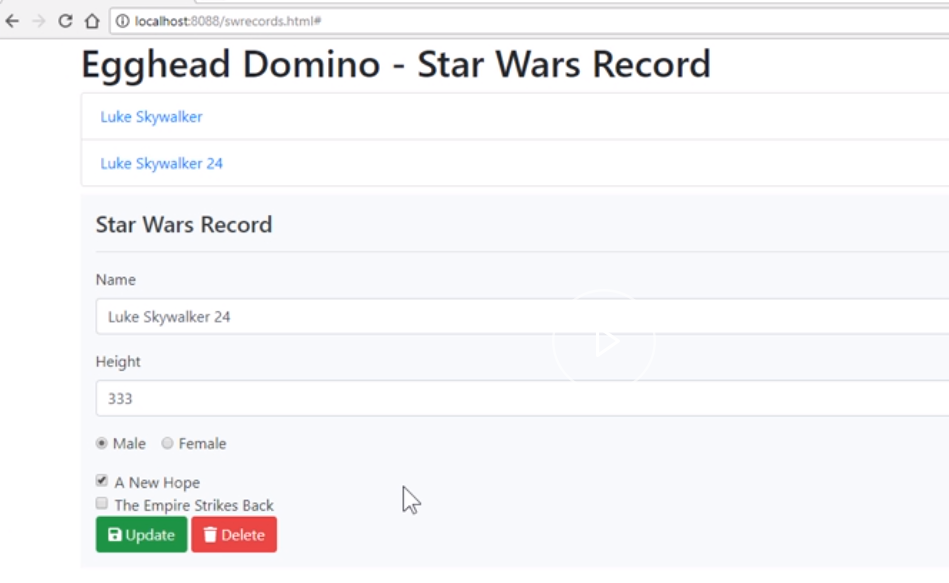 localhost:8088/swrecords.html#
Egghead Domino - Star Wars Record
Luke Skywalker
Luke Skywalker 24
Star Wars Record
Name
Luke Skywalker 24
Height
333
Male Female
A New Hope
The Empire Strikes Back
Update Delete